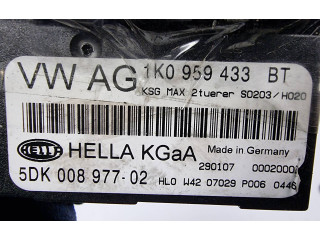 VW AG 1K0 959 433 BT
KSG MAX 2tuerer S0203/H020
HELLA HELLA KGaA Made in Germany
290107 0002000
5DK 008 977-02 HL0 W42 07029 P006 0446